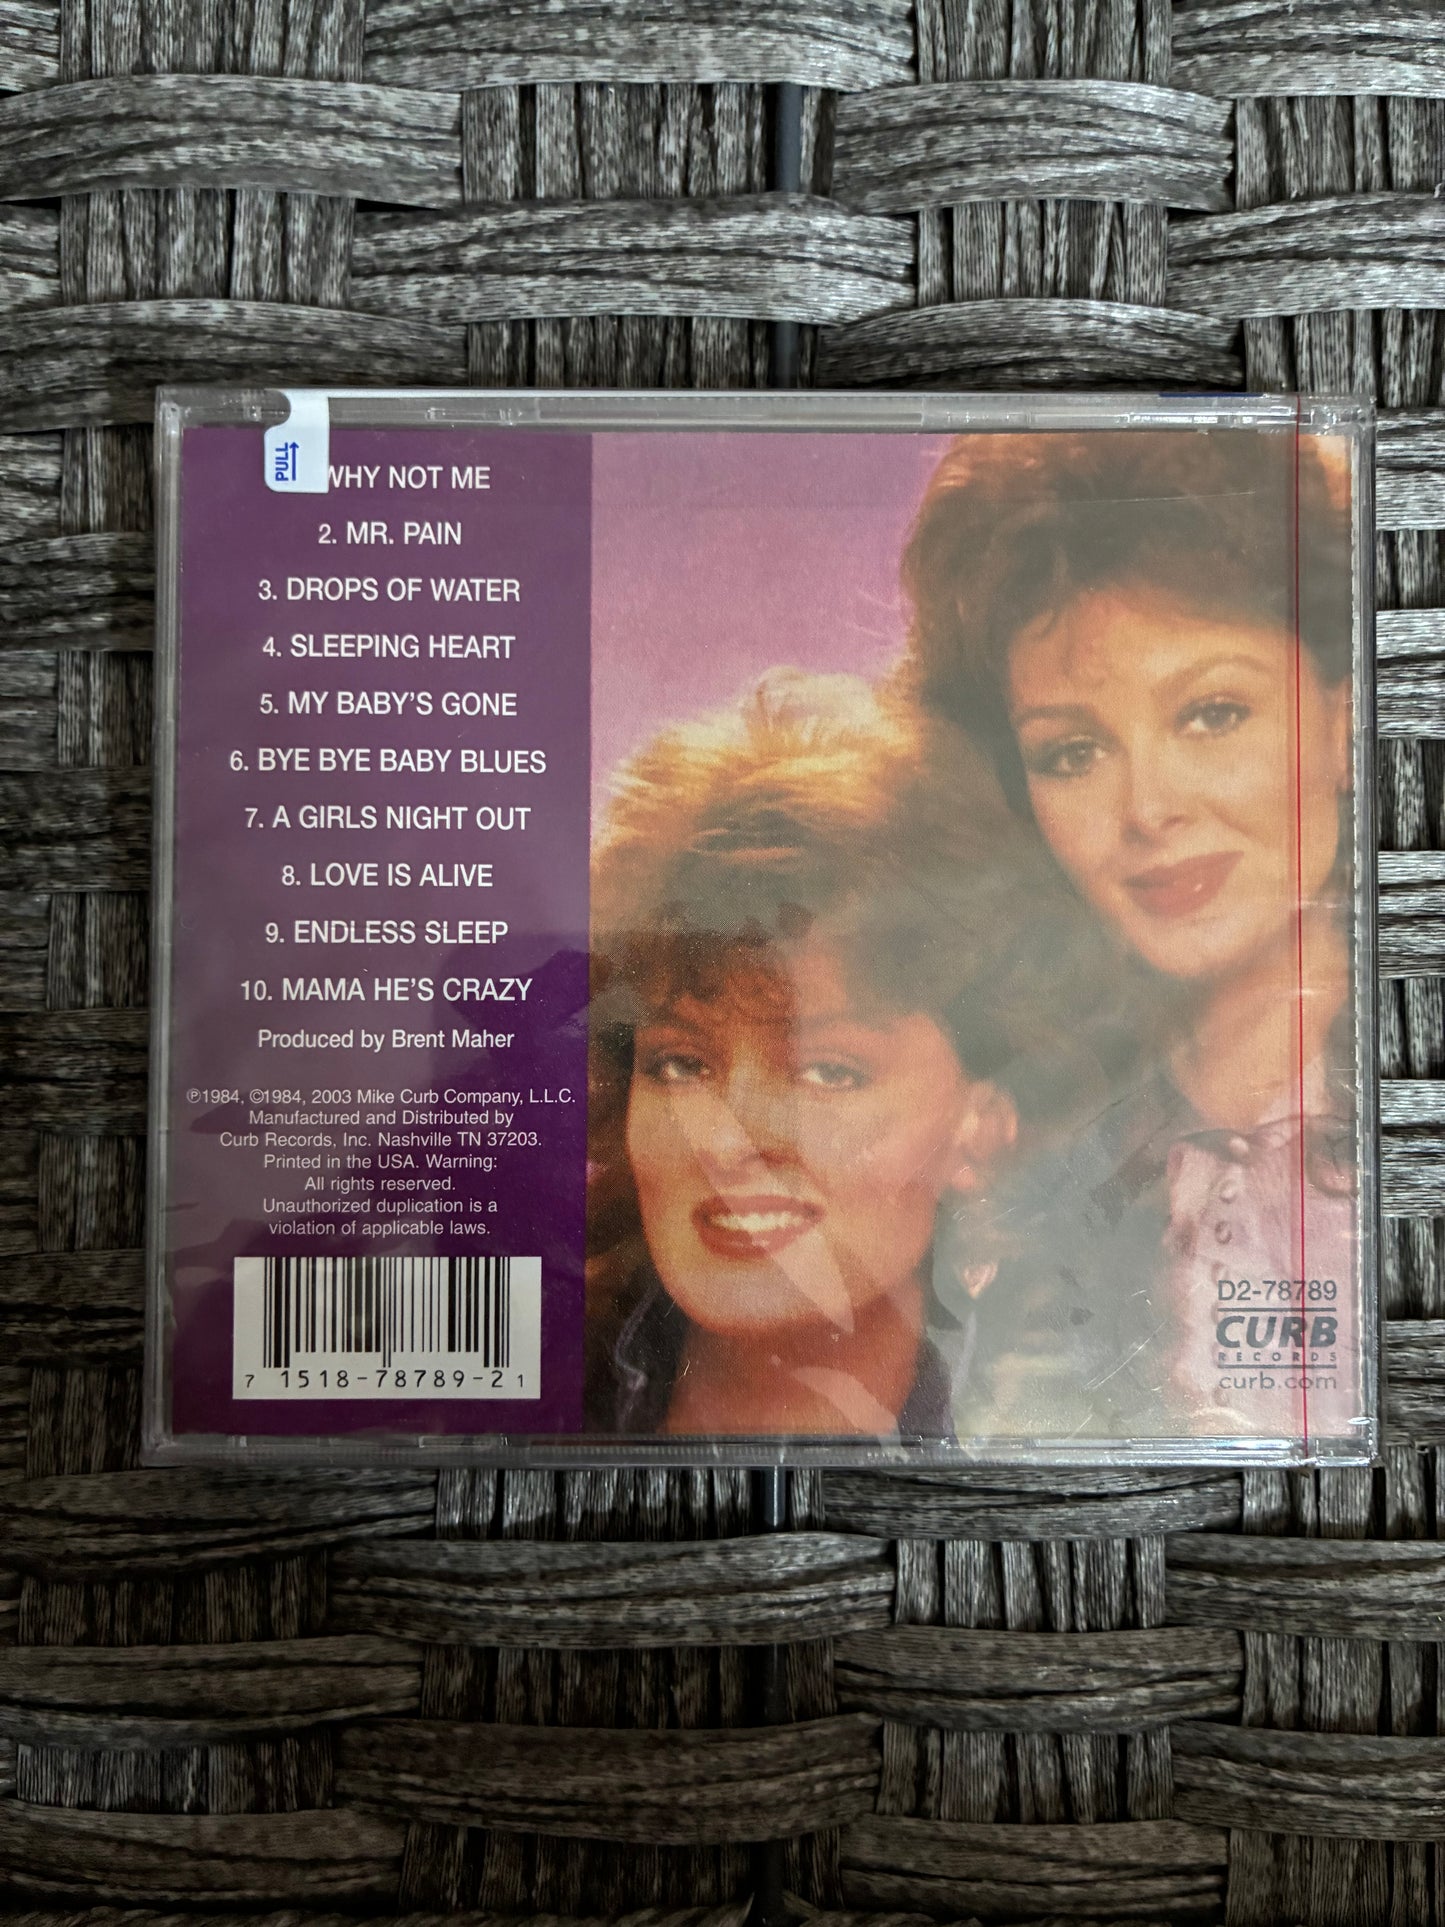 PULL
WHY NOT ME
2. MR. PAIN
3. DROPS OF WATER
4. SLEEPING HEART
5. MY BABY'S GONE
6. BYE BYE BABY BLUES
7. A GIRLS NIGHT OUT
8. LOVE IS ALIVE
9. ENDLESS SLEEP
10. MAMA HE'S CRAZY
Produced by Brent Maher
℗1984, ©1984, 2003 Mike Curb Company, L.L.C.
Manufactured and Distributed by
Curb Records, Inc. Nashville TN 37203.
Printed in the USA. Warning:
All rights reserved.
Unauthorized duplication is a
violation of applicable laws.
7 1518-78789-2 1
D2-78789
CURB
RECORDS
curb.com